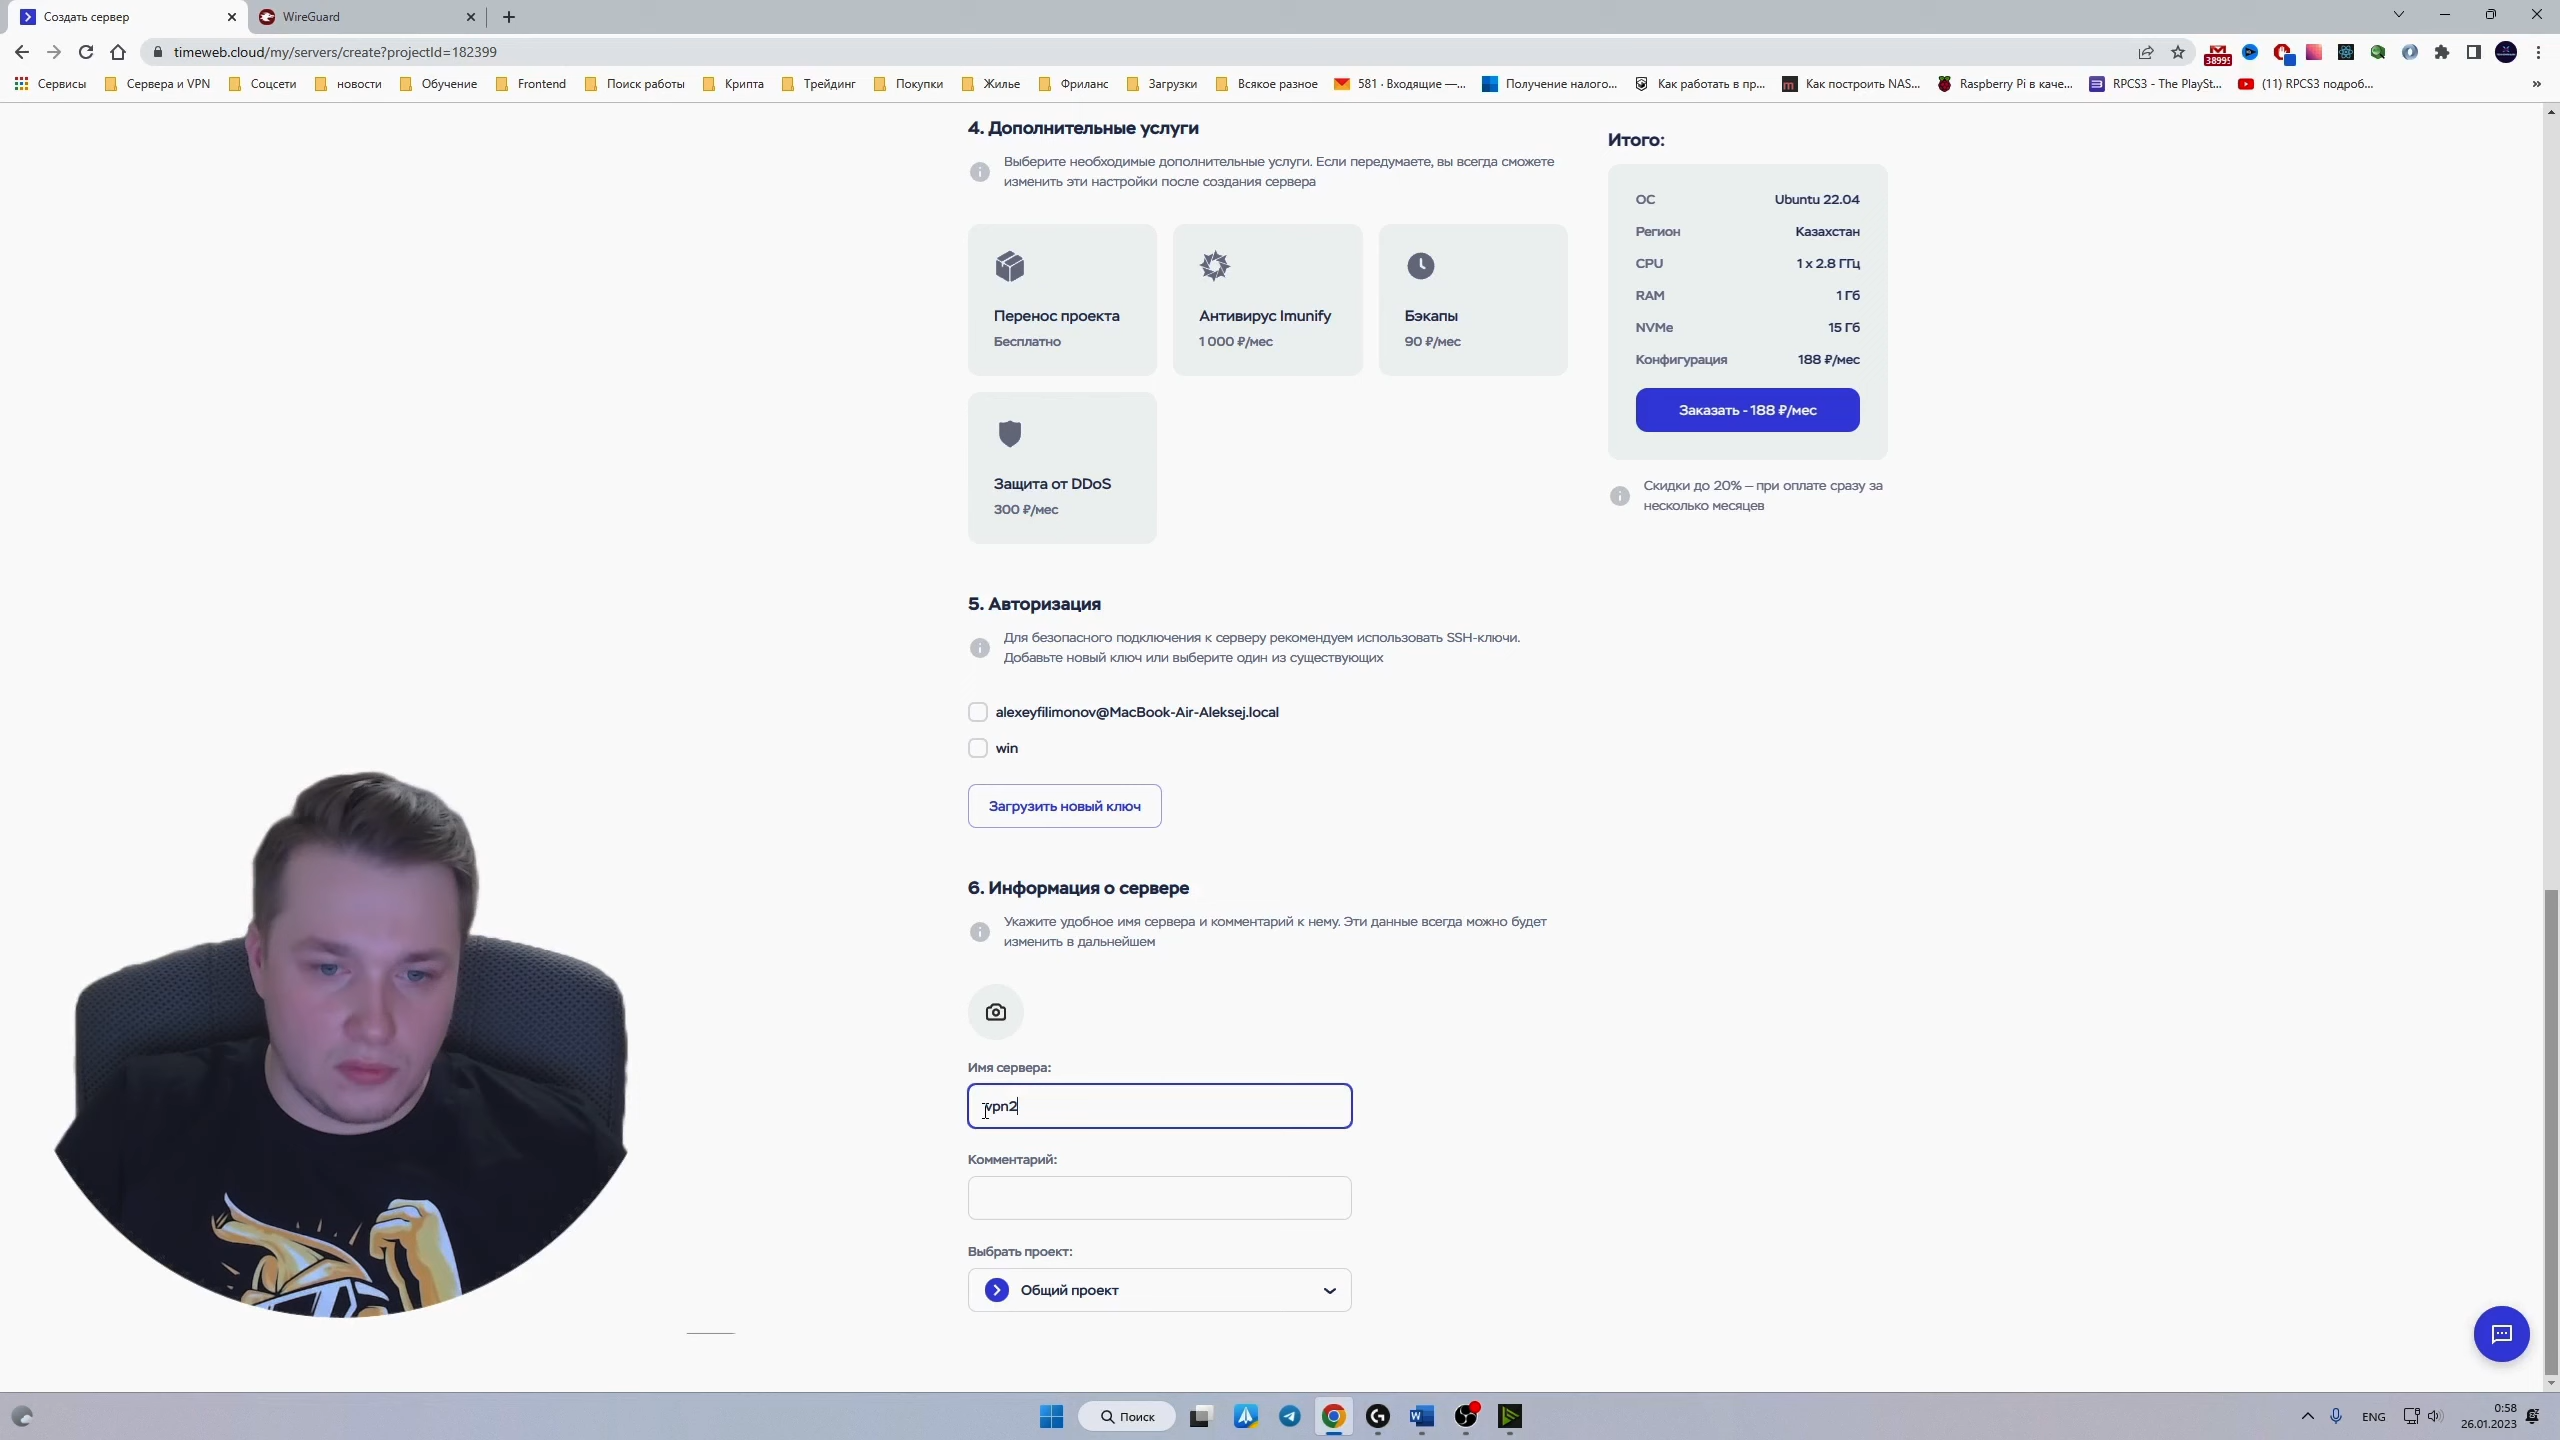 Создать сервер
WireGuard
timeweb.cloud/my/servers/create?projectId=182399
38995
Сервисы
Сервера и VPN
Соцсети
новости
Обучение
Frontend
Поиск работы
Крипта
Трейдинг
Покупки
Жилье
Фриланс
Загрузки
Всякое разное
581 · Входящие —...
Получение налого...
Как работать в пр...
Как построить NAS...
Raspberry Pi в каче...
RPCS3 - The PlaySt...
(11) RPCS3 подроб...
»
4. Дополнительные услуги
Выберите необходимые дополнительные услуги. Если передумаете, вы всегда сможете
изменить эти настройки после создания сервера
Перенос проекта
Бесплатно
Антивирус Imunify
1 000 ₽/мес
Бэкапы
90 ₽/мес
Защита от DDoS
300 ₽/мес
Итого:
ОС Ubuntu 22.04
Регион Казахстан
CPU 1 x 2.8 ГГц
RAM 1 Гб
NVMe 15 Гб
Конфигурация 188 ₽/мес
Заказать - 188 ₽/мес
Скидки до 20% — при оплате сразу за
несколько месяцев
5. Авторизация
Для безопасного подключения к серверу рекомендуем использовать SSH-ключи.
Добавьте новый ключ или выберите один из существующих
alexeyfilimonov@MacBook-Air-Aleksej.local
win
Загрузить новый ключ
6. Информация о сервере
Укажите удобное имя сервера и комментарий к нему. Эти данные всегда можно будет
изменить в дальнейшем
Имя сервера:
vpn2
Комментарий:
Выбрать проект:
Общий проект
Поиск
ENG
0:58
26.01.2023